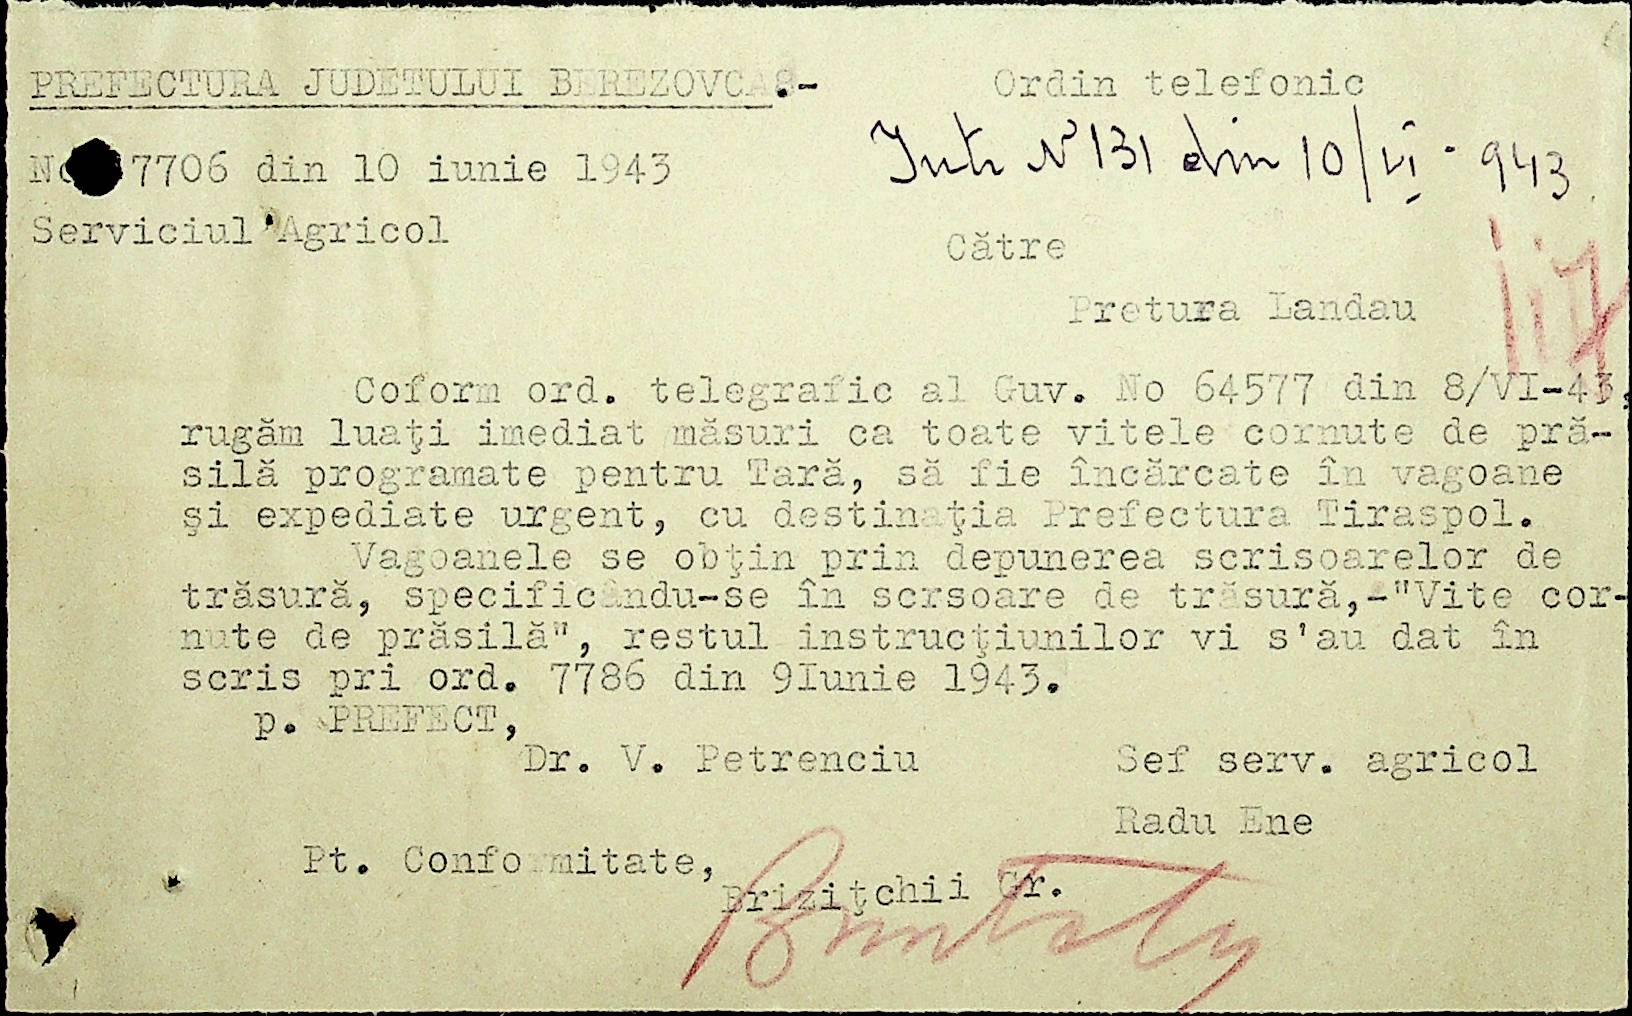 PREFECTURA JUDETULUI BEREZOVCA.-
Ordin telefonic
No 7706 din 10 iunie 1943
Intr N° 131 din 10/VI - 943
Serviciul Agricol
Către
Pretura Landau
117
Coform ord. telegrafic al Guv. No 64577 din 8/VI-43,
rugăm luaţi imediat măsuri ca toate vitele cornute de pră-
silă programate pentru Tară, să fie încărcate în vagoane
şi expediate urgent, cu destinaţia Prefectura Tiraspol.
Vagoanele se obţin prin depunerea scrisoarelor de
trăsură, specificându-se în scrsoare de trăsură,-"Vite cor-
nute de prăsilă", restul instrucţiunilor vi s'au dat în
scris pri ord. 7786 din 9Iunie 1943.
p. PREFECT,
Dr. V. Petrenciu
Sef serv. agricol
Radu Ene
Pt. Conformitate,
Briziţchii Gr.